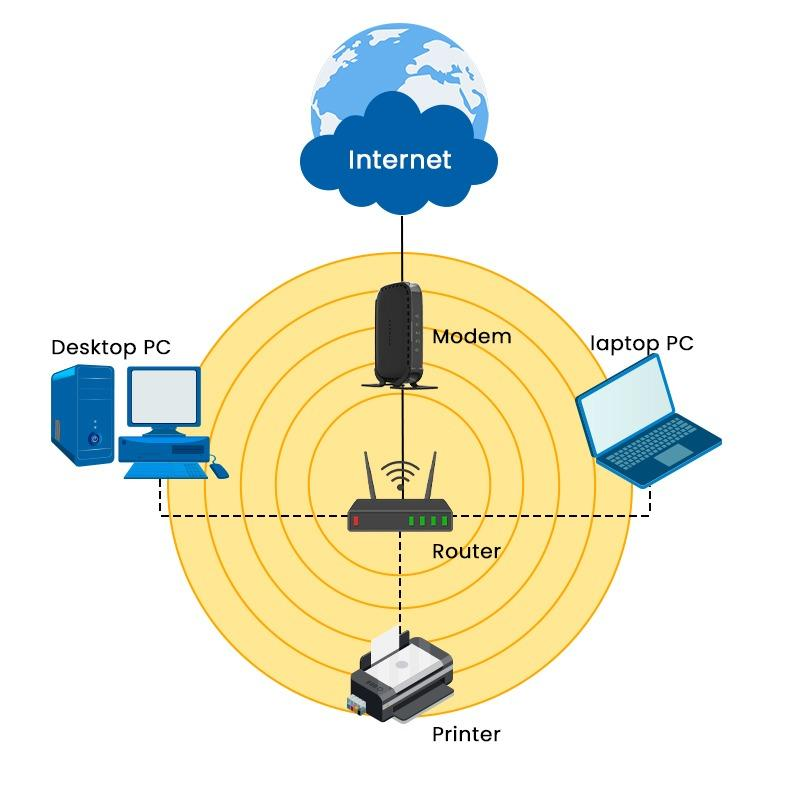 Internet
Modem
Desktop PC
laptop PC
Router
Printer